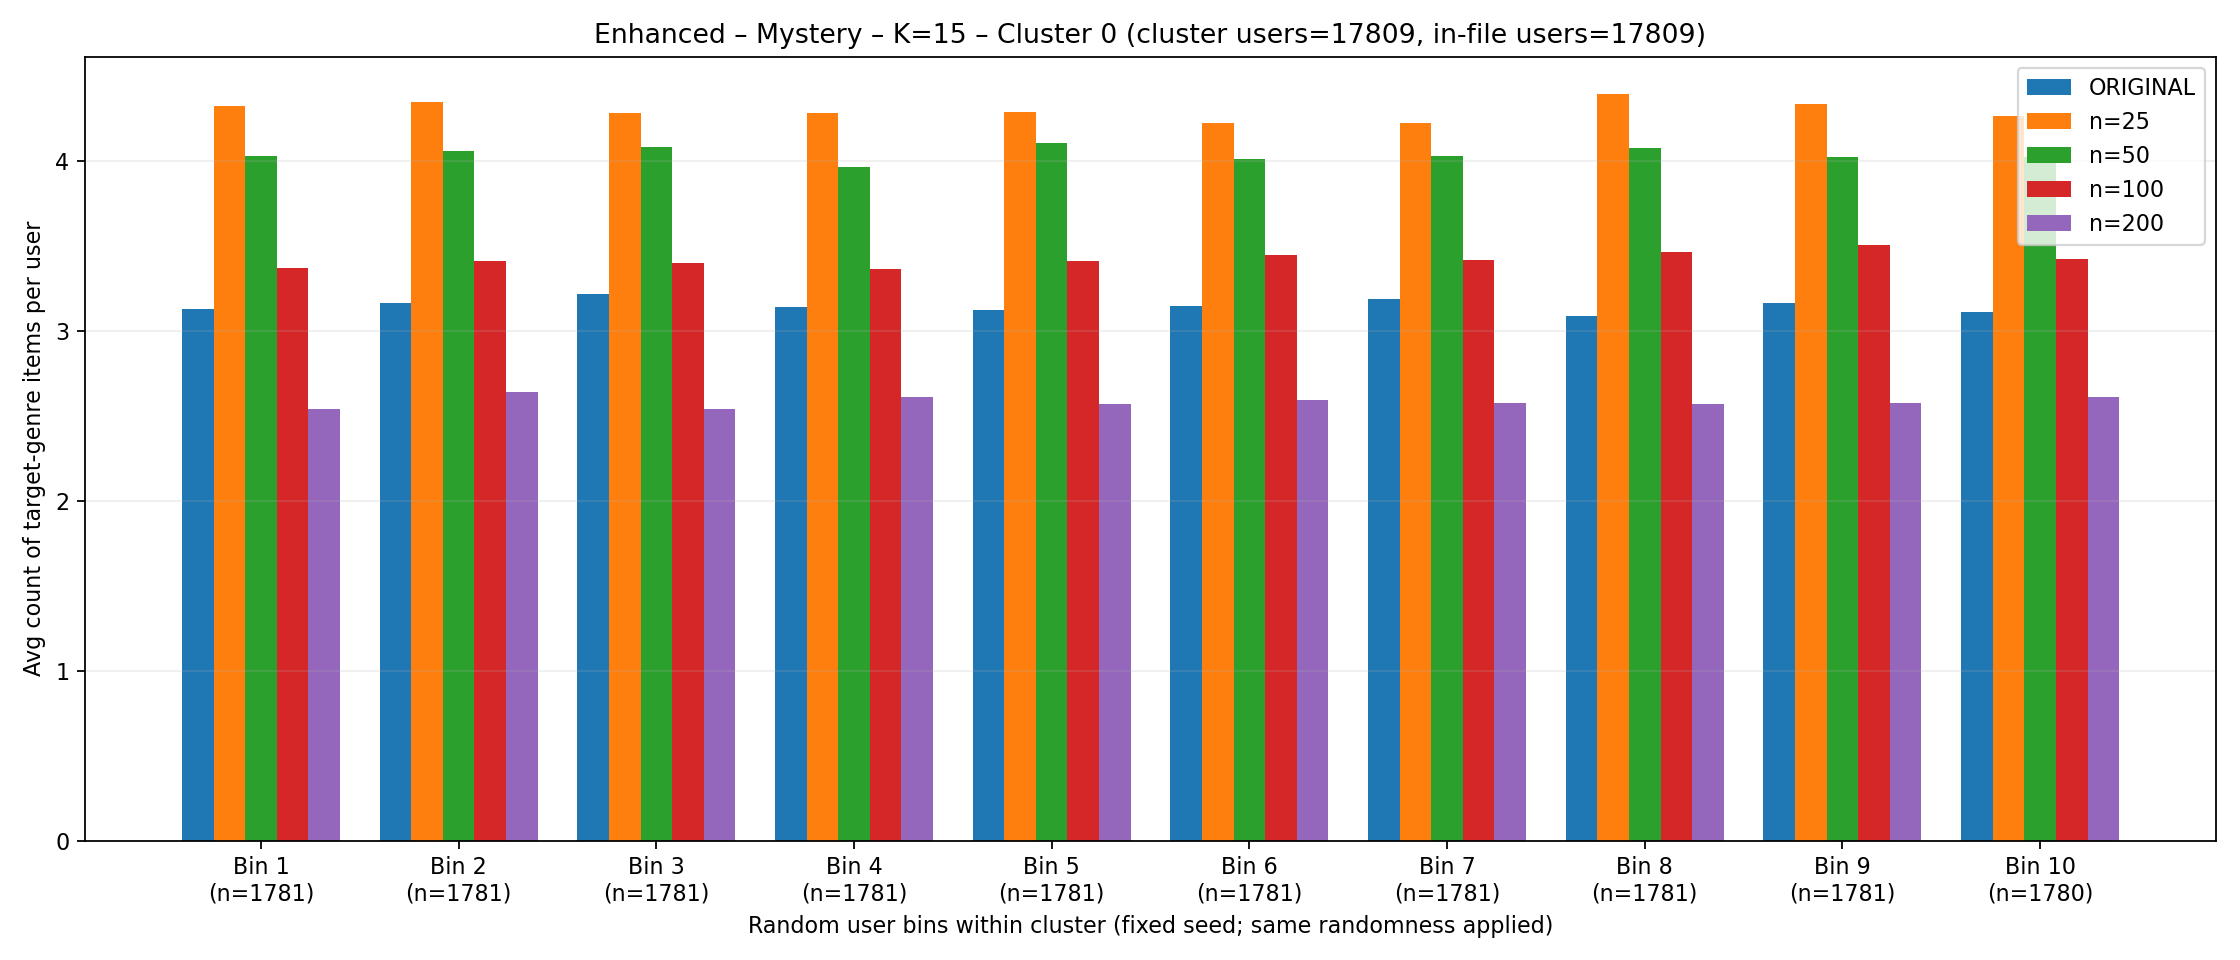 Enhanced – Mystery – K=15 – Cluster 0 (cluster users=17809, in-file users=17809)
ORIGINAL
n=25
n=50
n=100
n=200
Avg count of target-genre items per user
4
3
2
1
0
Bin 1 Bin 2 Bin 3 Bin 4 Bin 5 Bin 6 Bin 7 Bin 8 Bin 9 Bin 10
(n=1781) (n=1781) (n=1781) (n=1781) (n=1781) (n=1781) (n=1781) (n=1781) (n=1781) (n=1780)
Random user bins within cluster (fixed seed; same randomness applied)